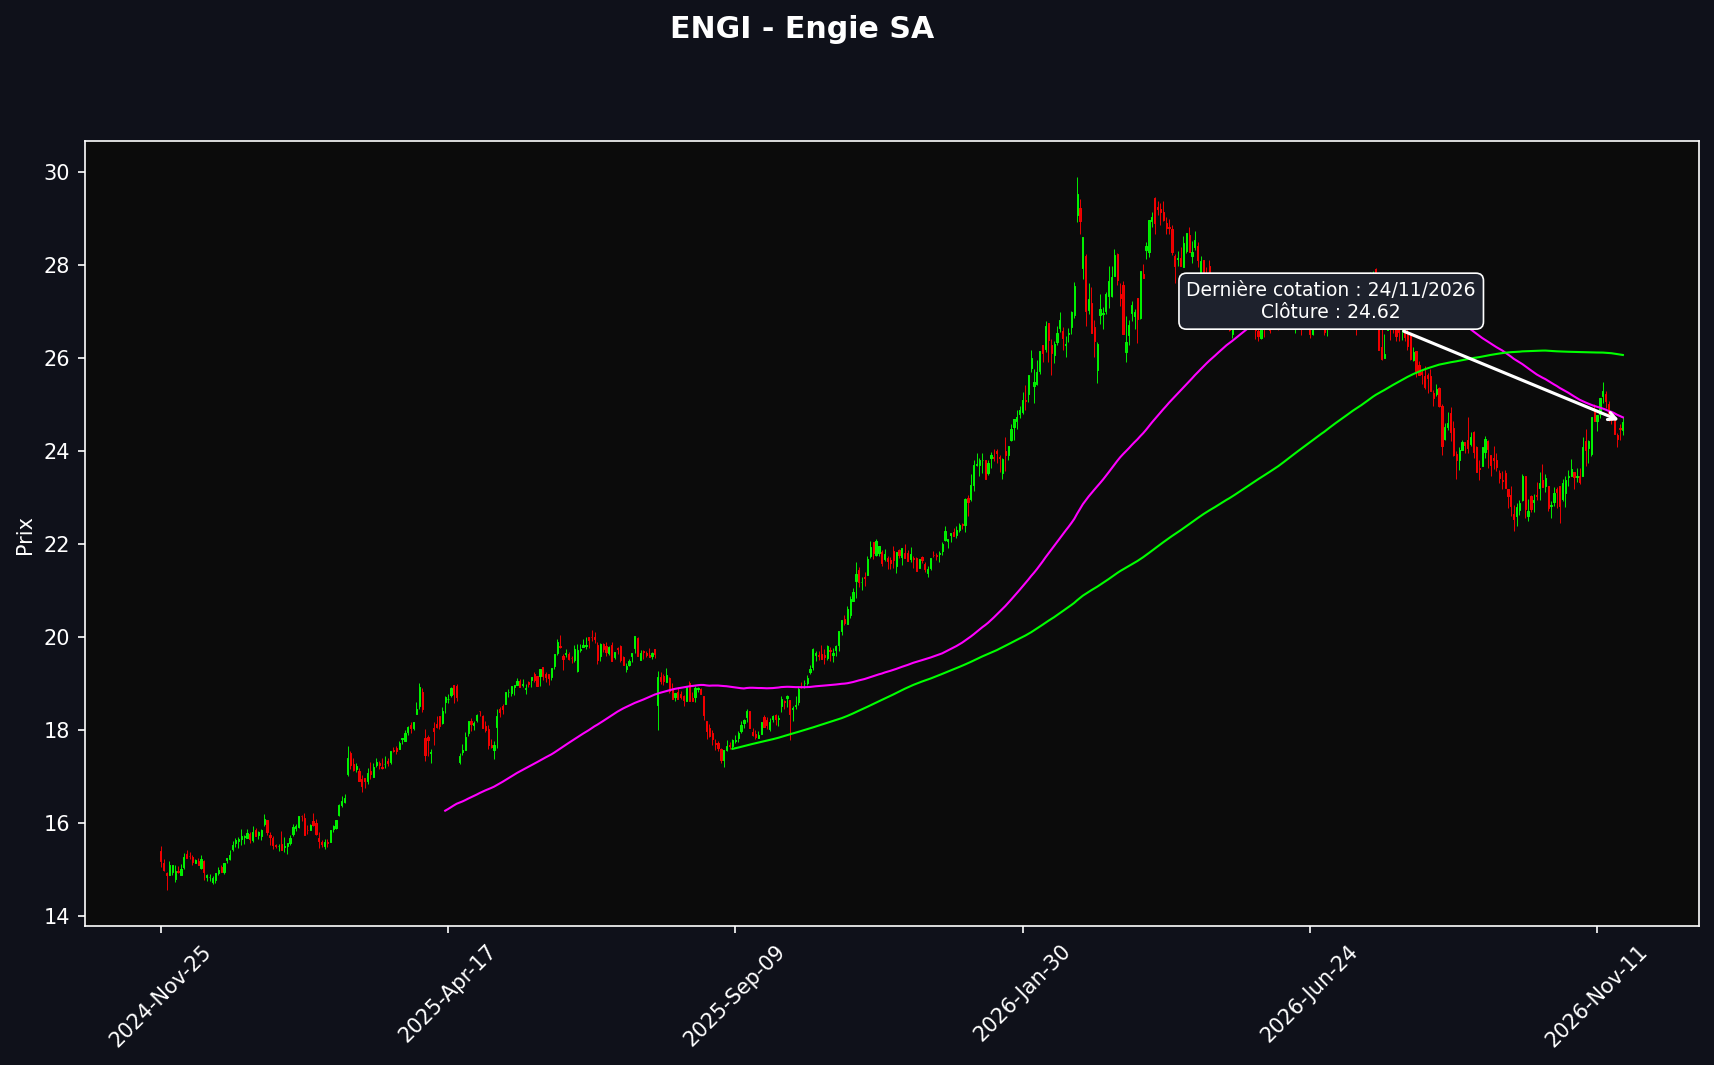 ENGI - Engie SA
30
28
26
24
22
20
18
16
14
Prix
Dernière cotation : 24/11/2026
Clôture : 24.62
2024-Nov-25
2025-Apr-17
2025-Sep-09
2026-Jan-30
2026-Jun-24
2026-Nov-11